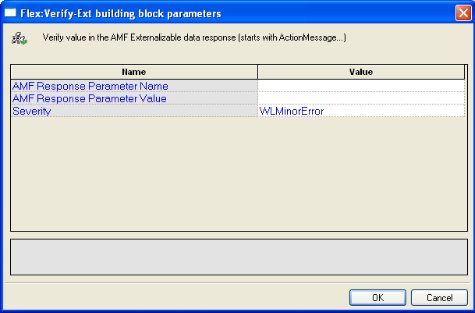 Flex:Verify-Ext building block parameters
Verify value in the AMF Externalizable data response (starts with ActionMessage...)
Name Value
AMF Response Parameter Name
AMF Response Parameter Value
Severity WLMinorError
OK Cancel